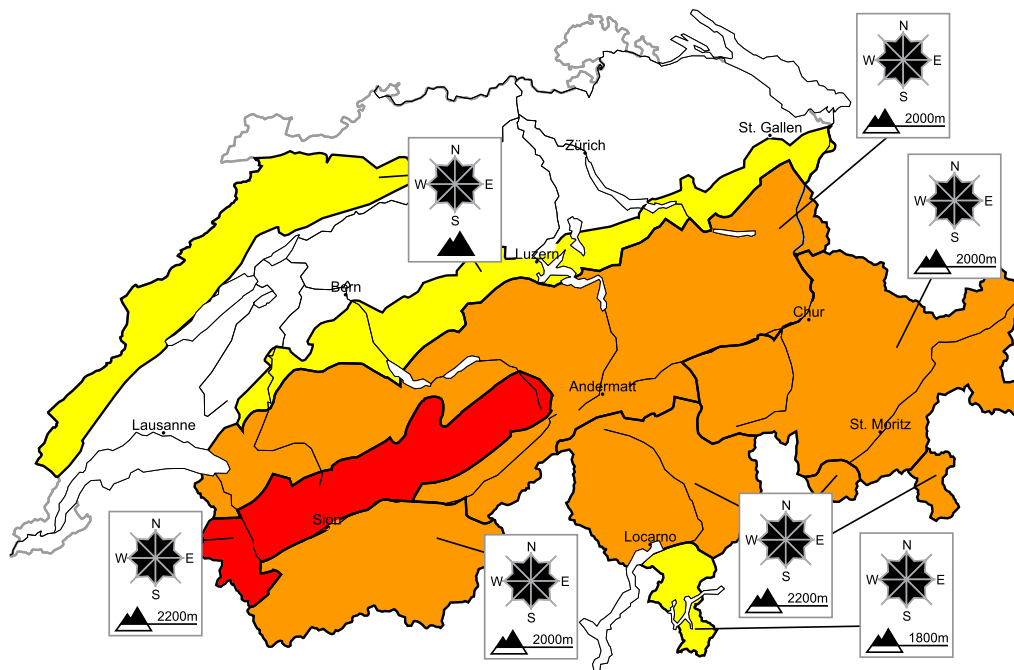 N
W E
S
2000m
St. Gallen
Zürich
N
W E
S
N
W E
S
2000m
Luzern
Bern
Chur
Andermatt
St. Moritz
Lausanne
Sion
N
W E
S
2200m
Locarno
N
W E
S
2000m
N
W E
S
2200m
N
W E
S
1800m